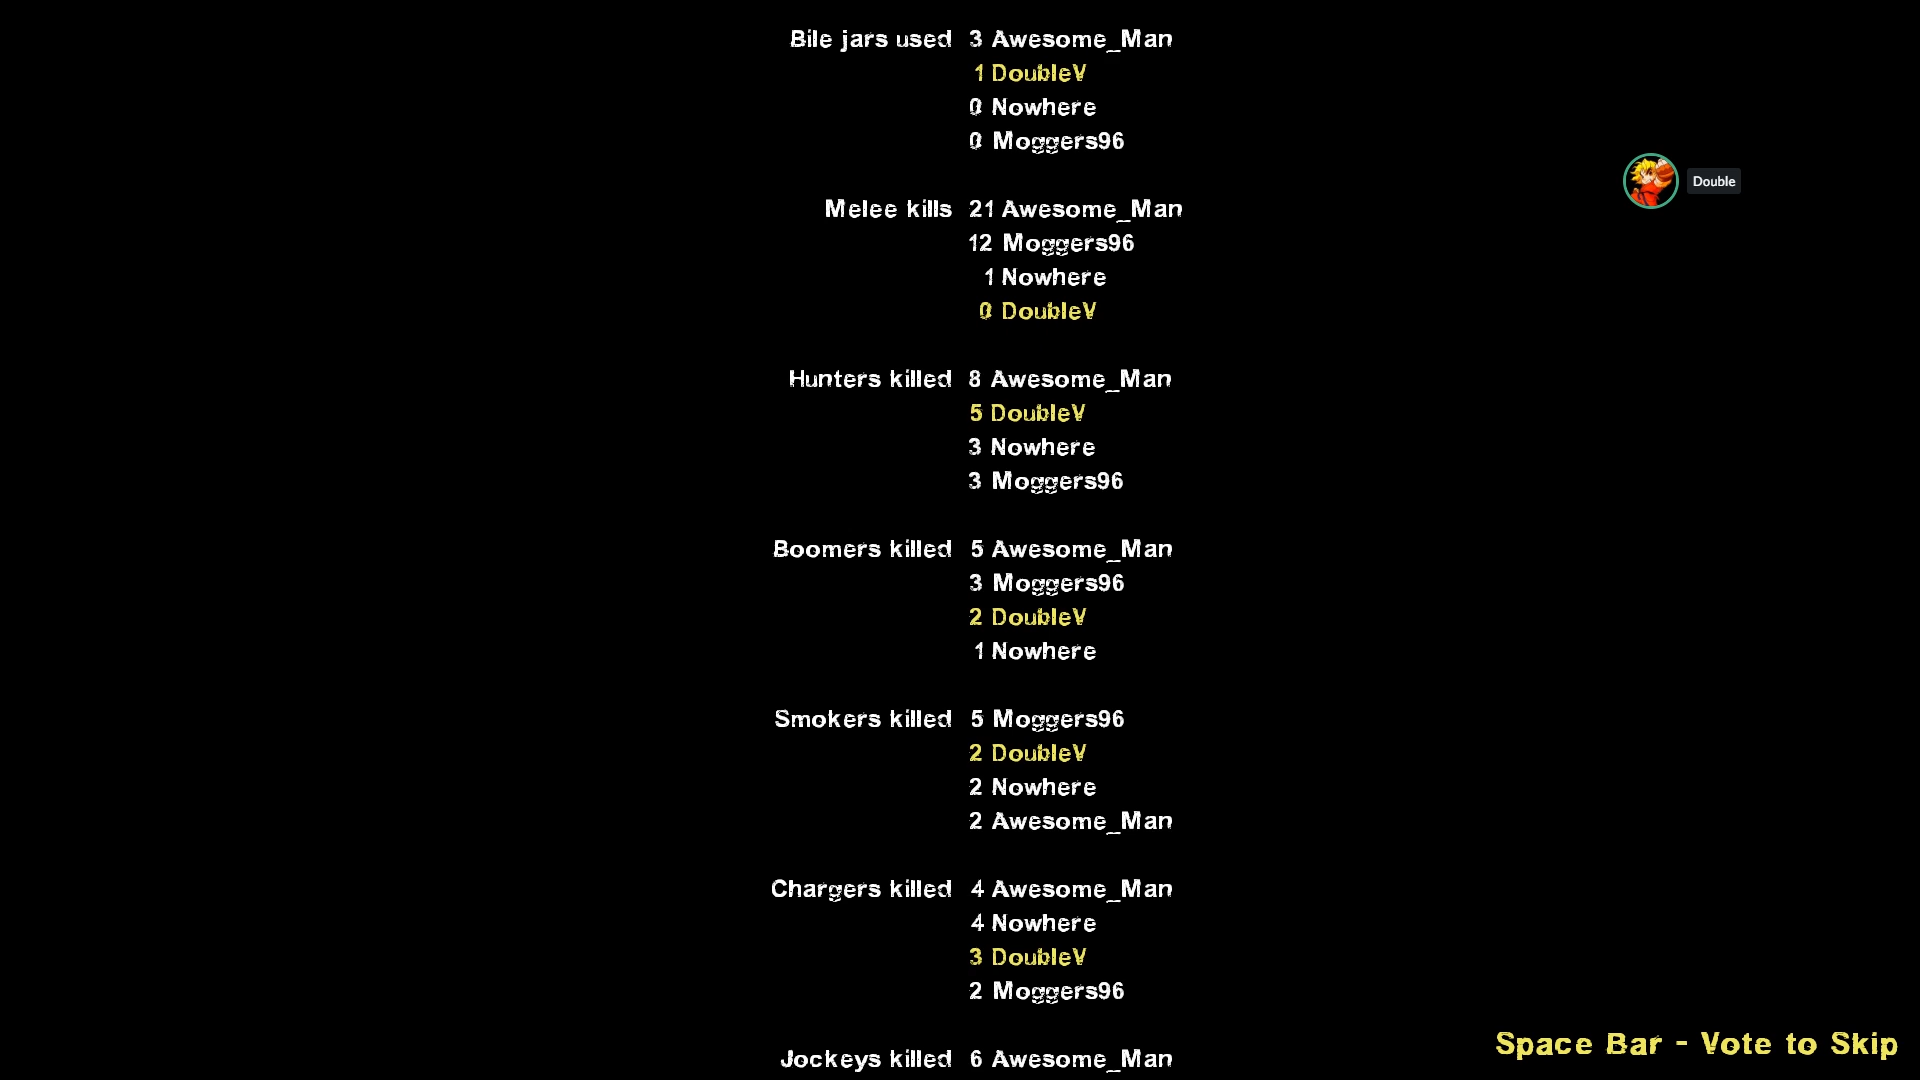 Bile jars used 3 Awesome_Man
1 DoubleV
0 Nowhere
0 Moggers96
Double
Melee kills 21 Awesome_Man
12 Moggers96
1 Nowhere
0 DoubleV
Hunters killed 8 Awesome_Man
5 DoubleV
3 Nowhere
3 Moggers96
Boomers killed 5 Awesome_Man
3 Moggers96
2 DoubleV
1 Nowhere
Smokers killed 5 Moggers96
2 DoubleV
2 Nowhere
2 Awesome_Man
Chargers killed 4 Awesome_Man
4 Nowhere
3 DoubleV
2 Moggers96
Jockeys killed 6 Awesome_Man
Space Bar - Vote to Skip